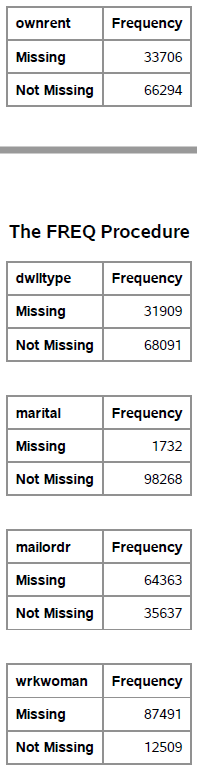 ownrent Frequency
Missing 33706
Not Missing 66294
The FREQ Procedure
dwlltype Frequency
Missing 31909
Not Missing 68091
marital Frequency
Missing 1732
Not Missing 98268
mailordr Frequency
Missing 64363
Not Missing 35637
wrkwoman Frequency
Missing 87491
Not Missing 12509